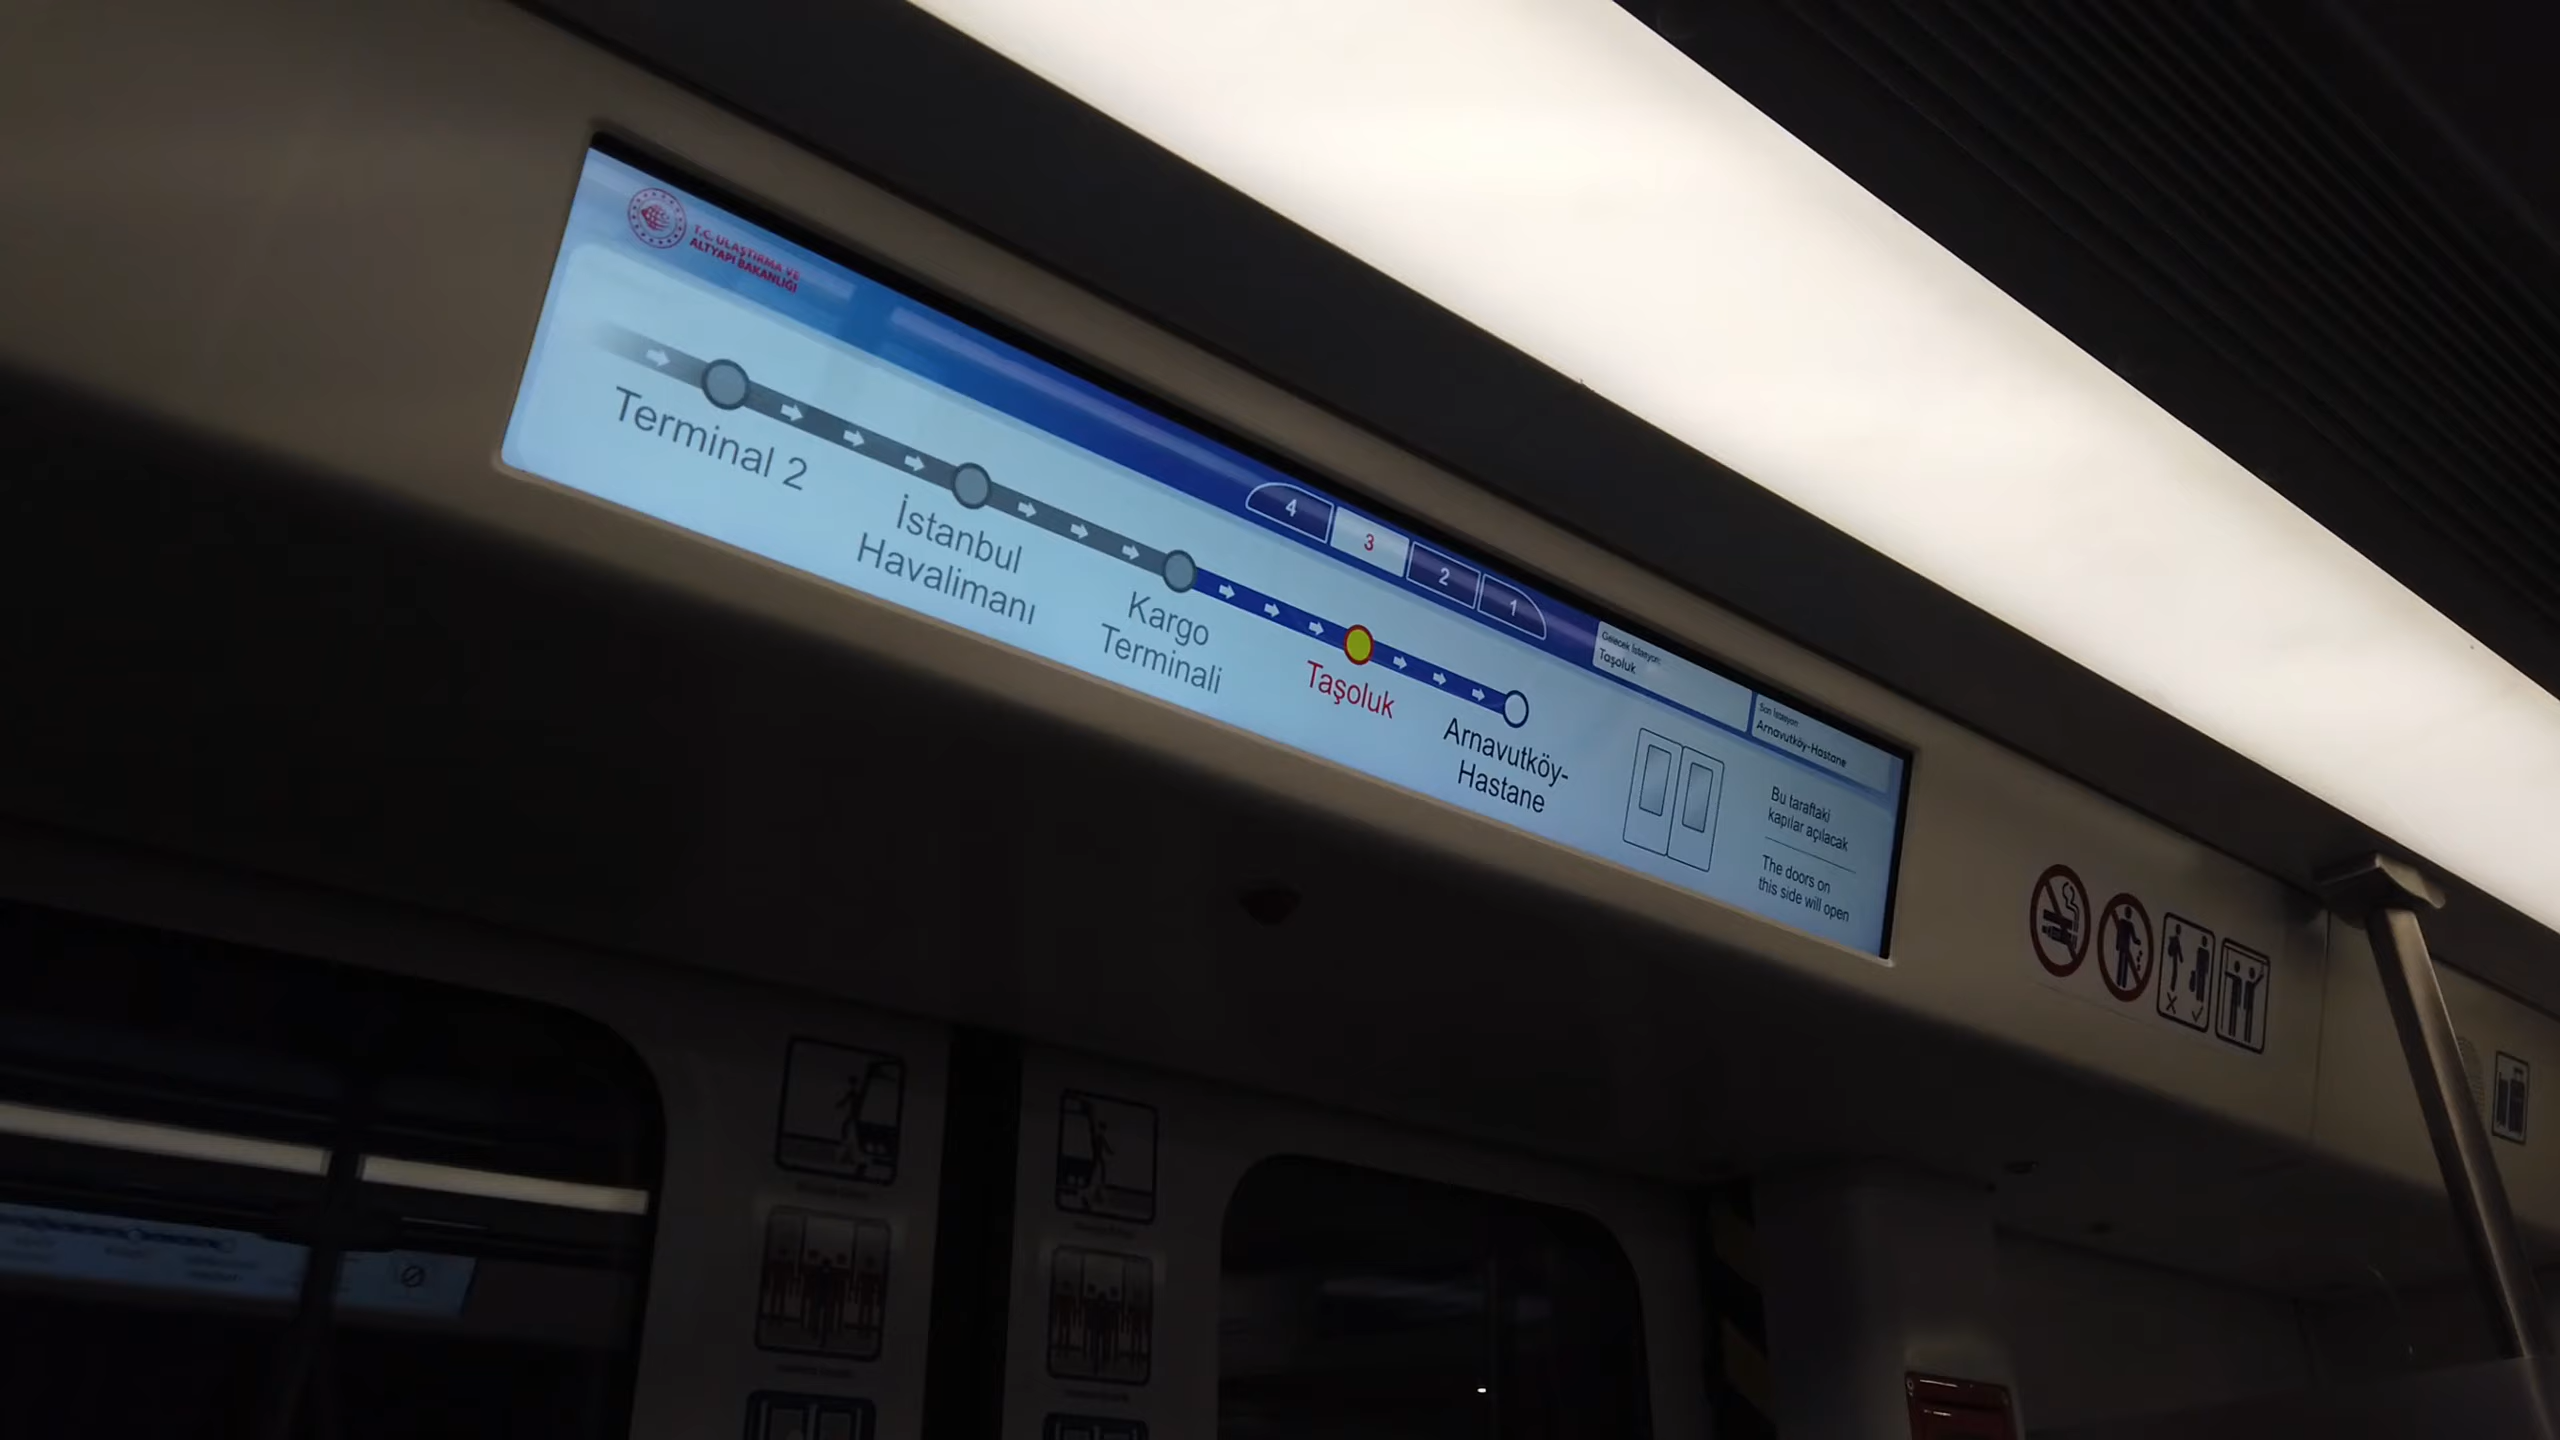 T.C. ULAŞTIRMA VE
ALTYAPI BAKANLIĞI
4
3
2
1
Gelecek İstasyon:
Taşoluk
Son İstasyon:
Arnavutköy-Hastane
Terminal 2
İstanbul
Havalimanı
Kargo
Terminali
Taşoluk
Arnavutköy-
Hastane
Bu taraftaki
kapılar açılacak
The doors on
this side will open